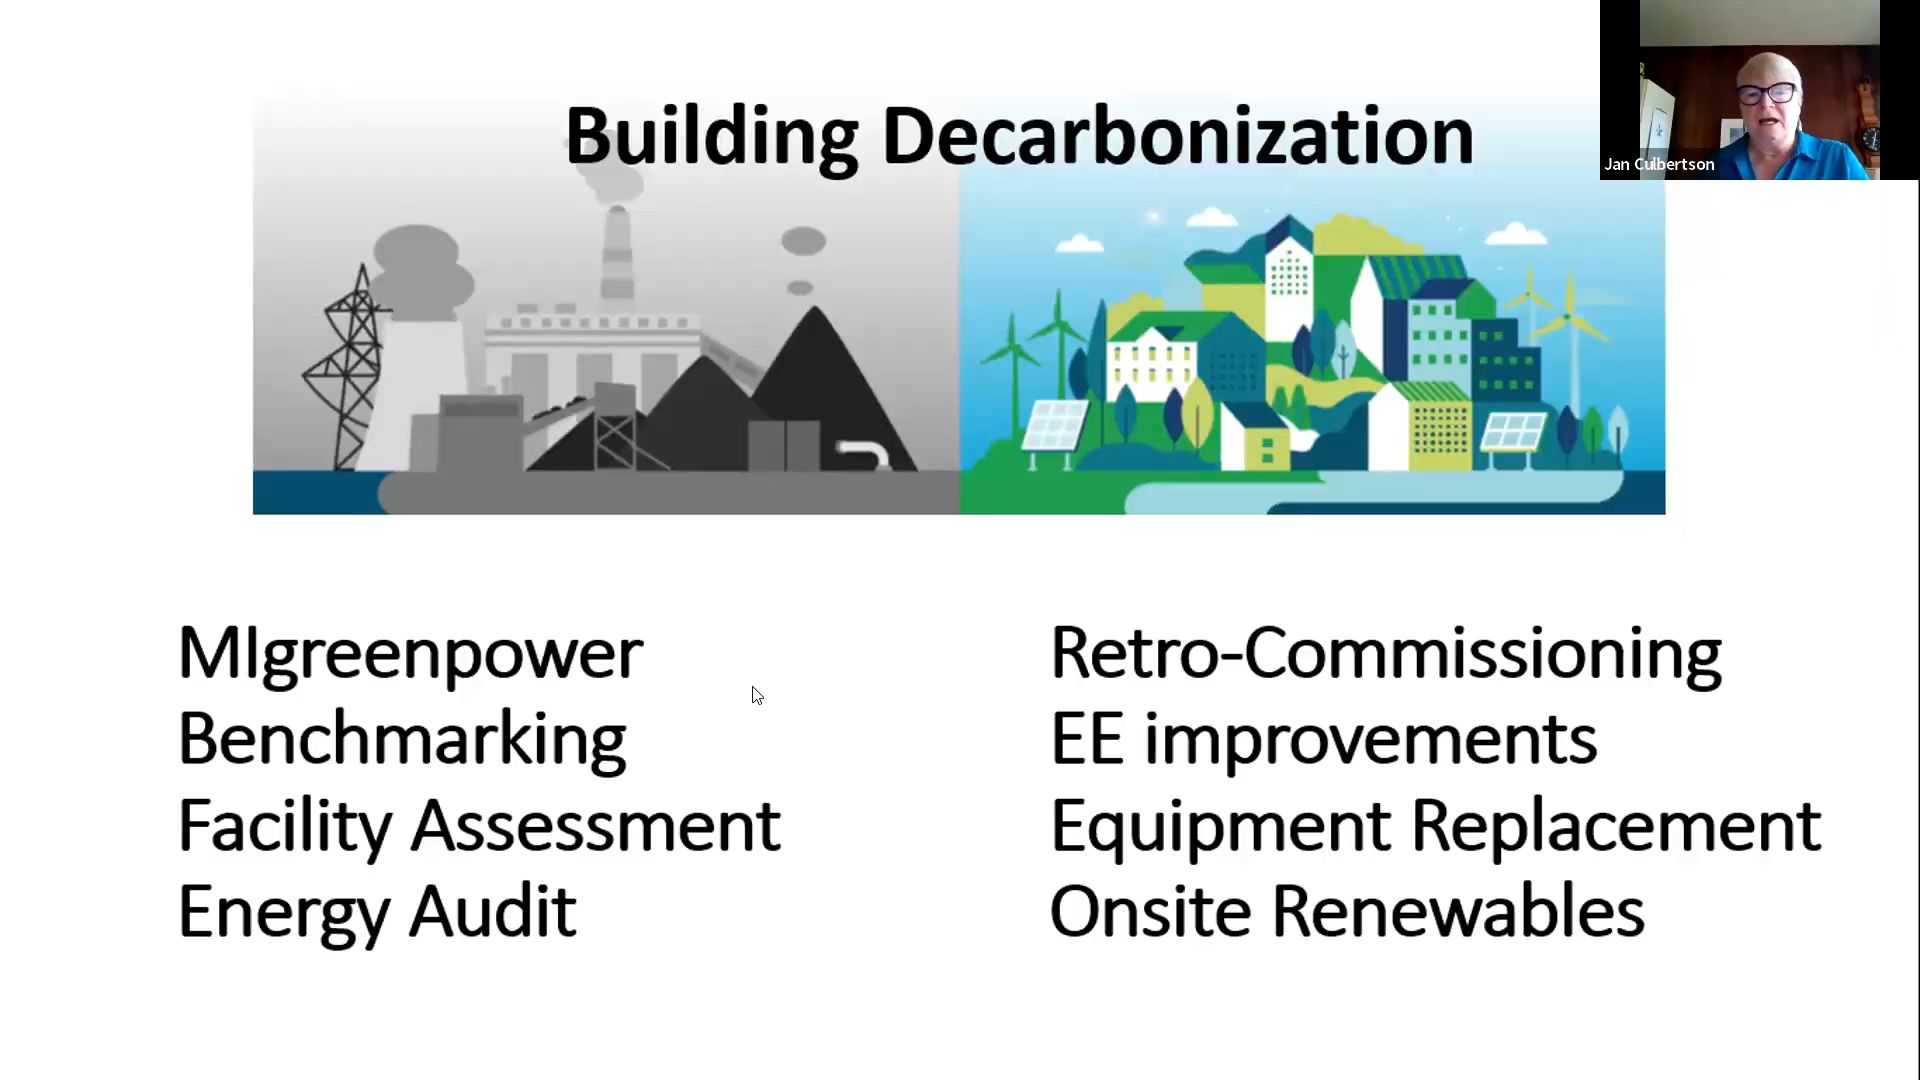 Building Decarbonization
Jan Culbertson
MIgreenpower
Benchmarking
Facility Assessment
Energy Audit
Retro-Commissioning
EE improvements
Equipment Replacement
Onsite Renewables